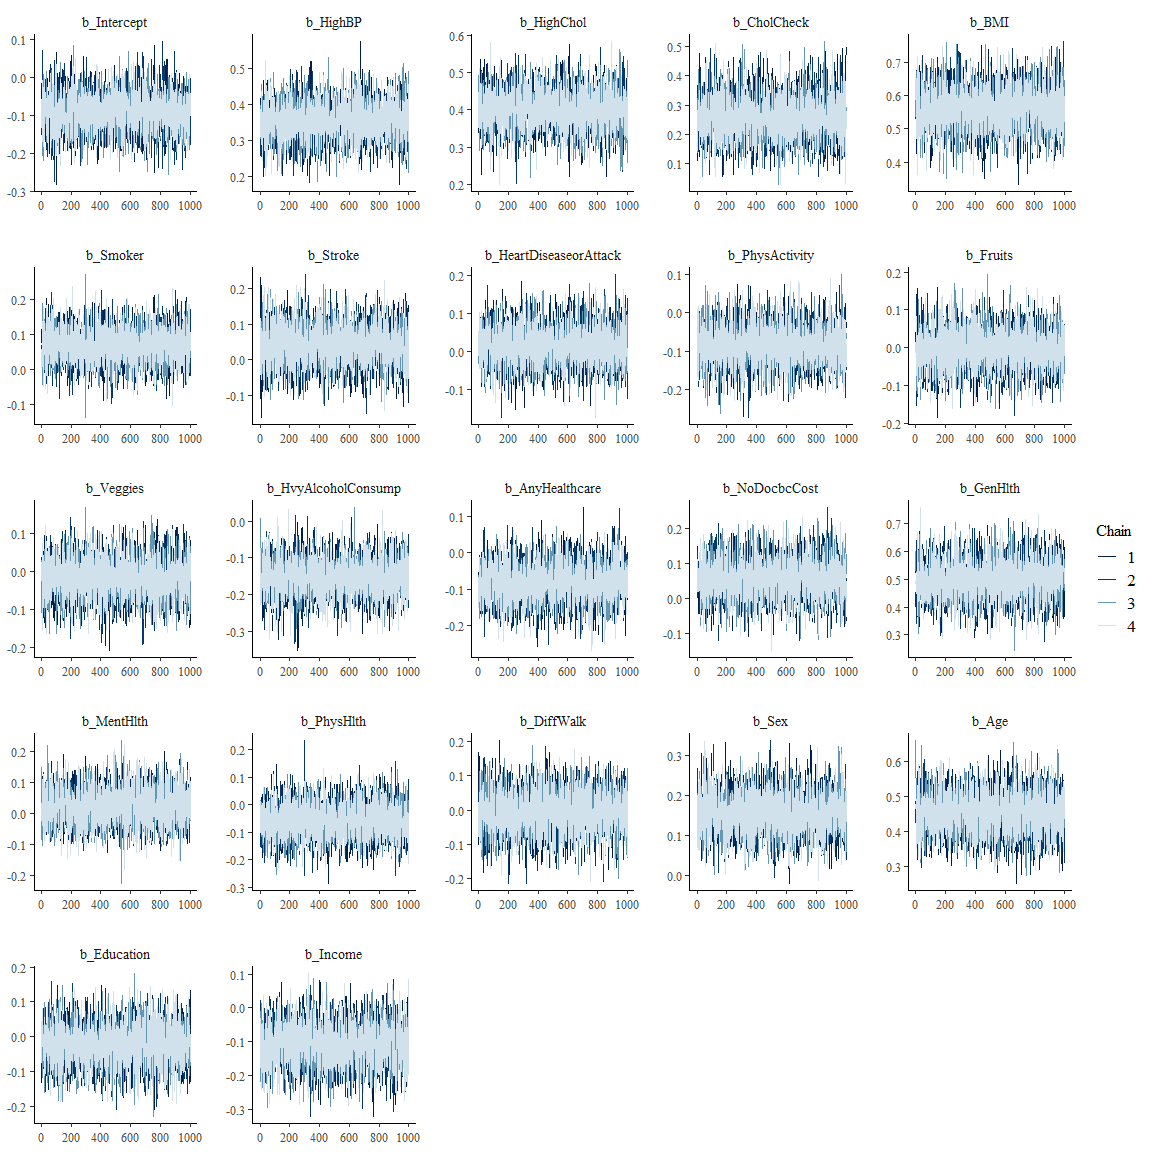 b_Intercept b_HighBP b_HighChol b_CholCheck b_BMI
0.1 0.0 -0.1 -0.2 -0.3
0.5 0.4 0.3 0.2
0.6 0.5 0.4 0.3 0.2
0.5 0.4 0.3 0.2 0.1
0.7 0.6 0.5 0.4
0 200 400 600 800 1000 0 200 400 600 800 1000 0 200 400 600 800 1000 0 200 400 600 800 1000 0 200 400 600 800 1000
b_Smoker b_Stroke b_HeartDiseaseorAttack b_PhysActivity b_Fruits
0.2 0.1 0.0 -0.1
0.2 0.1 0.0 -0.1
0.2 0.1 0.0 -0.1
0.1 0.0 -0.1 -0.2
0.2 0.1 0.0 -0.1 -0.2
0 200 400 600 800 1000 0 200 400 600 800 1000 0 200 400 600 800 1000 0 200 400 600 800 1000 0 200 400 600 800 1000
b_Veggies b_HvyAlcoholConsump b_AnyHealthcare b_NoDocbcCost b_GenHlth
0.1 0.0 -0.1 -0.2
0.0 -0.1 -0.2 -0.3
0.1 0.0 -0.1 -0.2
0.2 0.1 0.0 -0.1
0.7 0.6 0.5 0.4 0.3
0 200 400 600 800 1000 0 200 400 600 800 1000 0 200 400 600 800 1000 0 200 400 600 800 1000 0 200 400 600 800 1000
Chain
1
2
3
4
b_MentHlth b_PhysHlth b_DiffWalk b_Sex b_Age
0.2 0.1 0.0 -0.1 -0.2
0.2 0.1 0.0 -0.1 -0.2 -0.3
0.2 0.1 0.0 -0.1 -0.2
0.3 0.2 0.1 0.0
0.6 0.5 0.4 0.3
0 200 400 600 800 1000 0 200 400 600 800 1000 0 200 400 600 800 1000 0 200 400 600 800 1000 0 200 400 600 800 1000
b_Education b_Income
0.2 0.1 0.0 -0.1 -0.2
0.1 0.0 -0.1 -0.2 -0.3
0 200 400 600 800 1000 0 200 400 600 800 1000